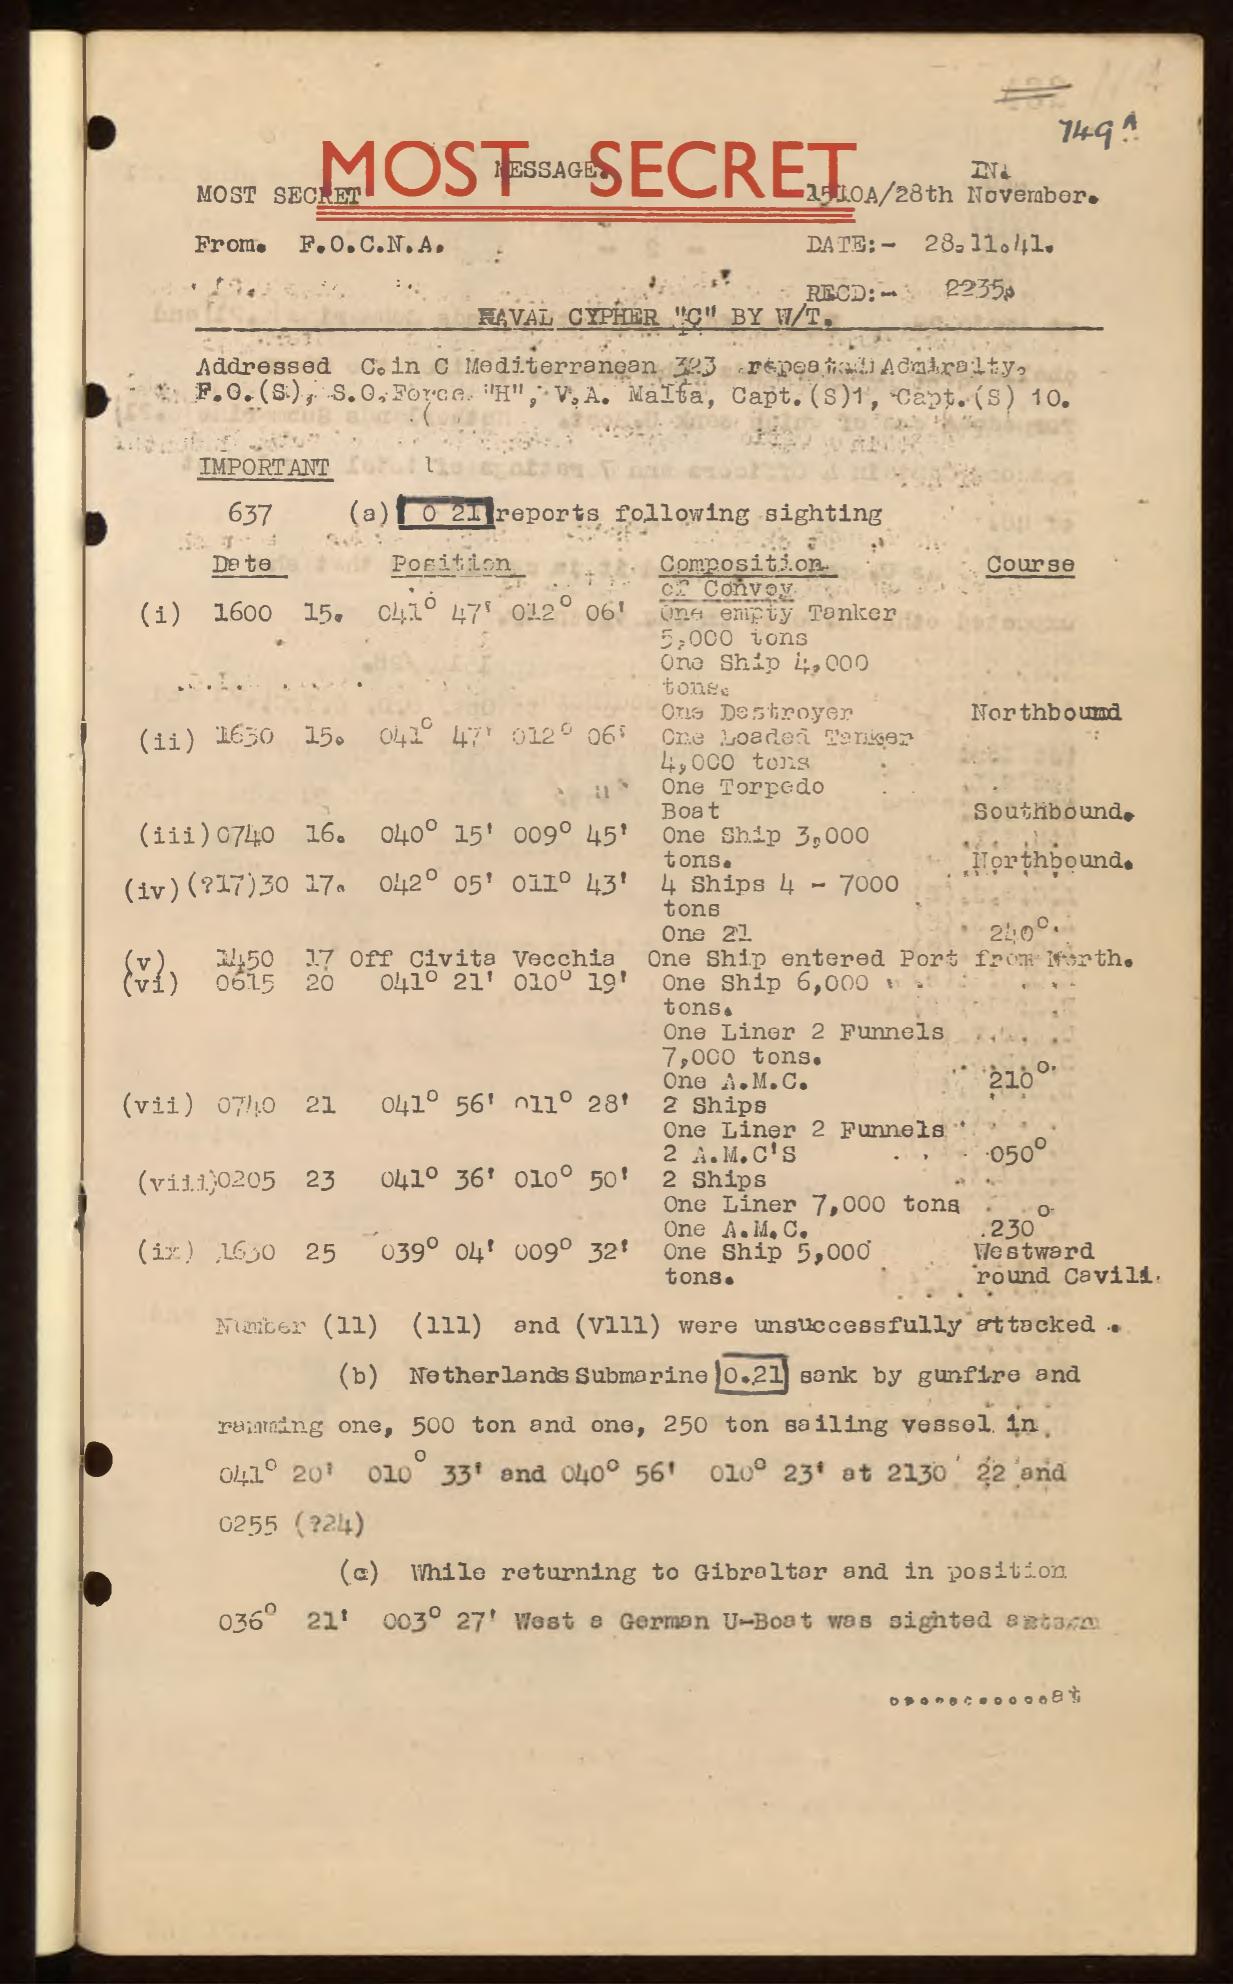 749A
MOST SECRET
MESSAGE. IN.
MOST SECRET 1510A/28th November.
From. F.O.C.N.A. DATE:- 28.11.41.
RECD:- 2235.
NAVAL CYPHER "C" BY W/T.
Addressed C.in C Mediterranean 323 repeated Admiralty,
F.O.(S), S.O.Force "H", V.A. Malta, Capt.(S)1, Capt.(S) 10.
IMPORTANT
637 (a) O 21 reports following sighting
Date Position Composition Course
of Convoy
(i) 1600 15. 041° 47' 012° 06' One empty Tanker
5,000 tons
One Ship 4,000
tons.
One Destroyer Northbound
(ii) 1630 15. 041° 47' 012° 06' One Loaded Tanker
4,000 tons
One Torpedo
Boat Southbound.
(iii) 0740 16. 040° 15' 009° 45' One Ship 3,000
tons. Northbound.
(iv) (?17)30 17. 042° 05' 011° 43' 4 Ships 4 - 7000
tons
One 21 240°
(v) 1450 17 Off Civita Vecchia One Ship entered Port from North.
(vi) 0615 20 041° 21' 010° 19' One Ship 6,000
tons.
One Liner 2 Funnels
7,000 tons.
One A.M.C. 210°
(vii) 0740 21 041° 56' 011° 28' 2 Ships
One Liner 2 Funnels
2 A.M.C'S 050°
(viii) 0205 23 041° 36' 010° 50' 2 Ships
One Liner 7,000 tons
One A.M.C. 230°
(ix) 1630 25 039° 04' 009° 32' One Ship 5,000 Westward
tons. 'round Cavili.
Number (11) (111) and (V111) were unsuccessfully attacked.
(b) Netherlands Submarine O.21 sank by gunfire and
ramming one, 500 ton and one, 250 ton sailing vessel in
041° 20' 010° 33' and 040° 56' 010° 23' at 2130 22 and
0255 (?24)
(c) While returning to Gibraltar and in position
036° 21' 003° 27' West a German U-Boat was sighted astern
...........at